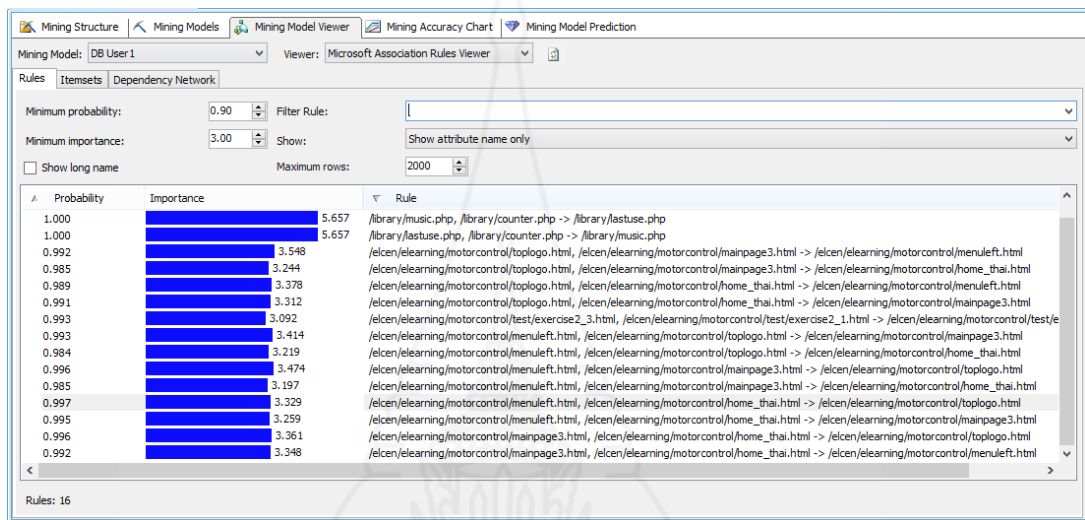 Mining Structure Mining Models Mining Model Viewer Mining Accuracy Chart Mining Model Prediction
Mining Model: DB User1 Viewer: Microsoft Association Rules Viewer
Rules Itemsets Dependency Network
Minimum probability: 0.90 Filter Rule:
Minimum importance: 3.00 Show: Show attribute name only
Show long name Maximum rows: 2000
Probability Importance Rule
1.000 5.657 /library/music.php, /library/counter.php -> /library/lastuse.php
1.000 5.657 /library/lastuse.php, /library/counter.php -> /library/music.php
0.992 3.548 /elcen/elearning/motorcontrol/toplogo.html, /elcen/elearning/motorcontrol/mainpage3.html -> /elcen/elearning/motorcontrol/menuleft.html
0.985 3.244 /elcen/elearning/motorcontrol/toplogo.html, /elcen/elearning/motorcontrol/mainpage3.html -> /elcen/elearning/motorcontrol/home_thai.html
0.989 3.378 /elcen/elearning/motorcontrol/toplogo.html, /elcen/elearning/motorcontrol/home_thai.html -> /elcen/elearning/motorcontrol/menuleft.html
0.991 3.312 /elcen/elearning/motorcontrol/toplogo.html, /elcen/elearning/motorcontrol/home_thai.html -> /elcen/elearning/motorcontrol/mainpage3.html
0.993 3.092 /elcen/elearning/motorcontrol/test/exercise2_3.html, /elcen/elearning/motorcontrol/test/exercise2_1.html -> /elcen/elearning/motorcontrol/test/e
0.993 3.414 /elcen/elearning/motorcontrol/menuleft.html, /elcen/elearning/motorcontrol/toplogo.html -> /elcen/elearning/motorcontrol/mainpage3.html
0.984 3.219 /elcen/elearning/motorcontrol/menuleft.html, /elcen/elearning/motorcontrol/toplogo.html -> /elcen/elearning/motorcontrol/home_thai.html
0.996 3.474 /elcen/elearning/motorcontrol/menuleft.html, /elcen/elearning/motorcontrol/mainpage3.html -> /elcen/elearning/motorcontrol/toplogo.html
0.985 3.197 /elcen/elearning/motorcontrol/menuleft.html, /elcen/elearning/motorcontrol/mainpage3.html -> /elcen/elearning/motorcontrol/home_thai.html
0.997 3.329 /elcen/elearning/motorcontrol/menuleft.html, /elcen/elearning/motorcontrol/home_thai.html -> /elcen/elearning/motorcontrol/toplogo.html
0.995 3.259 /elcen/elearning/motorcontrol/menuleft.html, /elcen/elearning/motorcontrol/home_thai.html -> /elcen/elearning/motorcontrol/mainpage3.html
0.996 3.361 /elcen/elearning/motorcontrol/mainpage3.html, /elcen/elearning/motorcontrol/home_thai.html -> /elcen/elearning/motorcontrol/toplogo.html
0.992 3.348 /elcen/elearning/motorcontrol/mainpage3.html, /elcen/elearning/motorcontrol/home_thai.html -> /elcen/elearning/motorcontrol/menuleft.html
Rules: 16